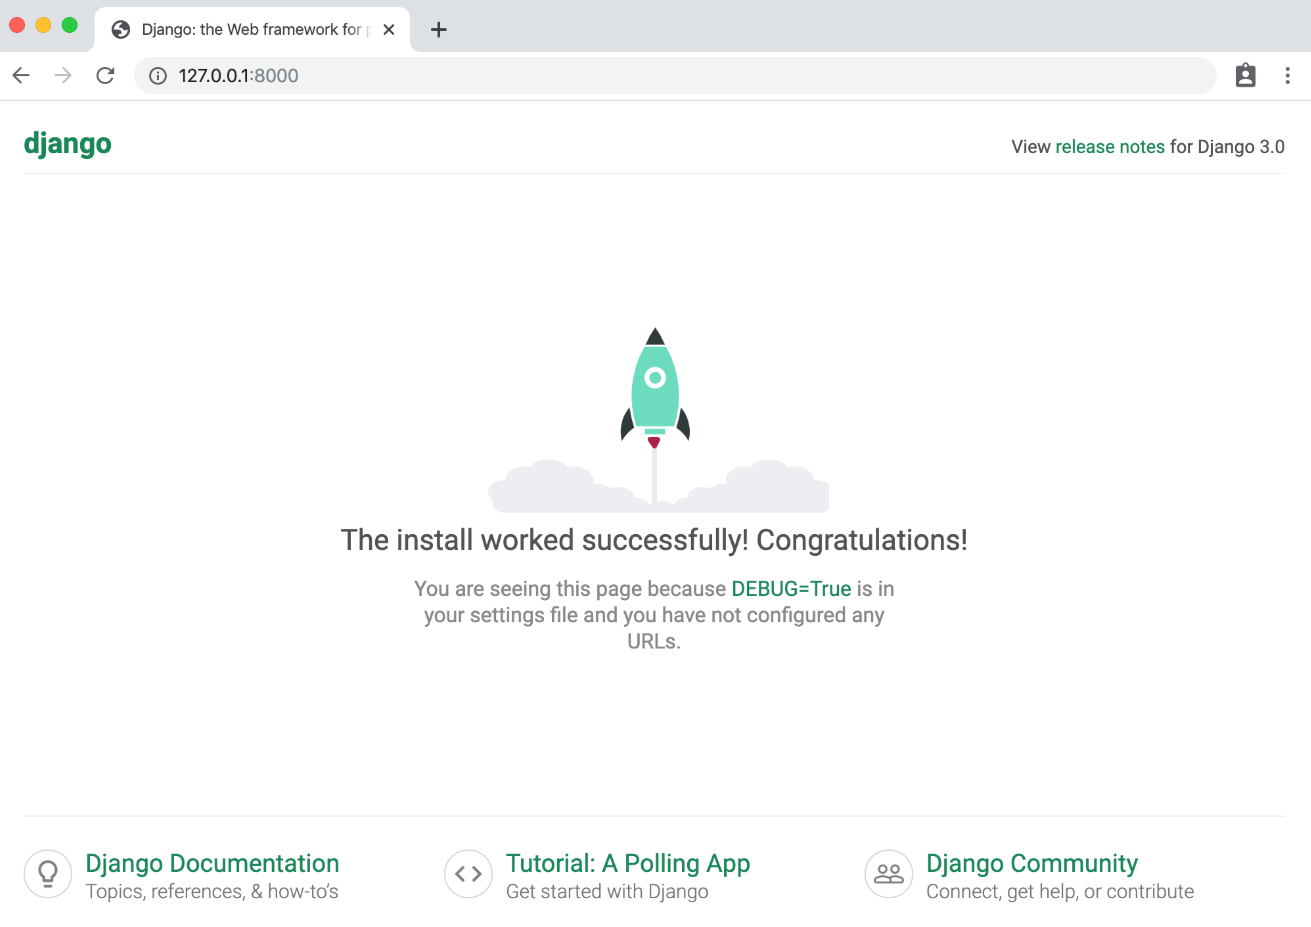 Django: the Web framework for
127.0.0.1:8000
django
View release notes for Django 3.0
The install worked successfully! Congratulations!
You are seeing this page because DEBUG=True is in
your settings file and you have not configured any
URLs.
Django Documentation
Topics, references, & how-to’s
Tutorial: A Polling App
Get started with Django
Django Community
Connect, get help, or contribute